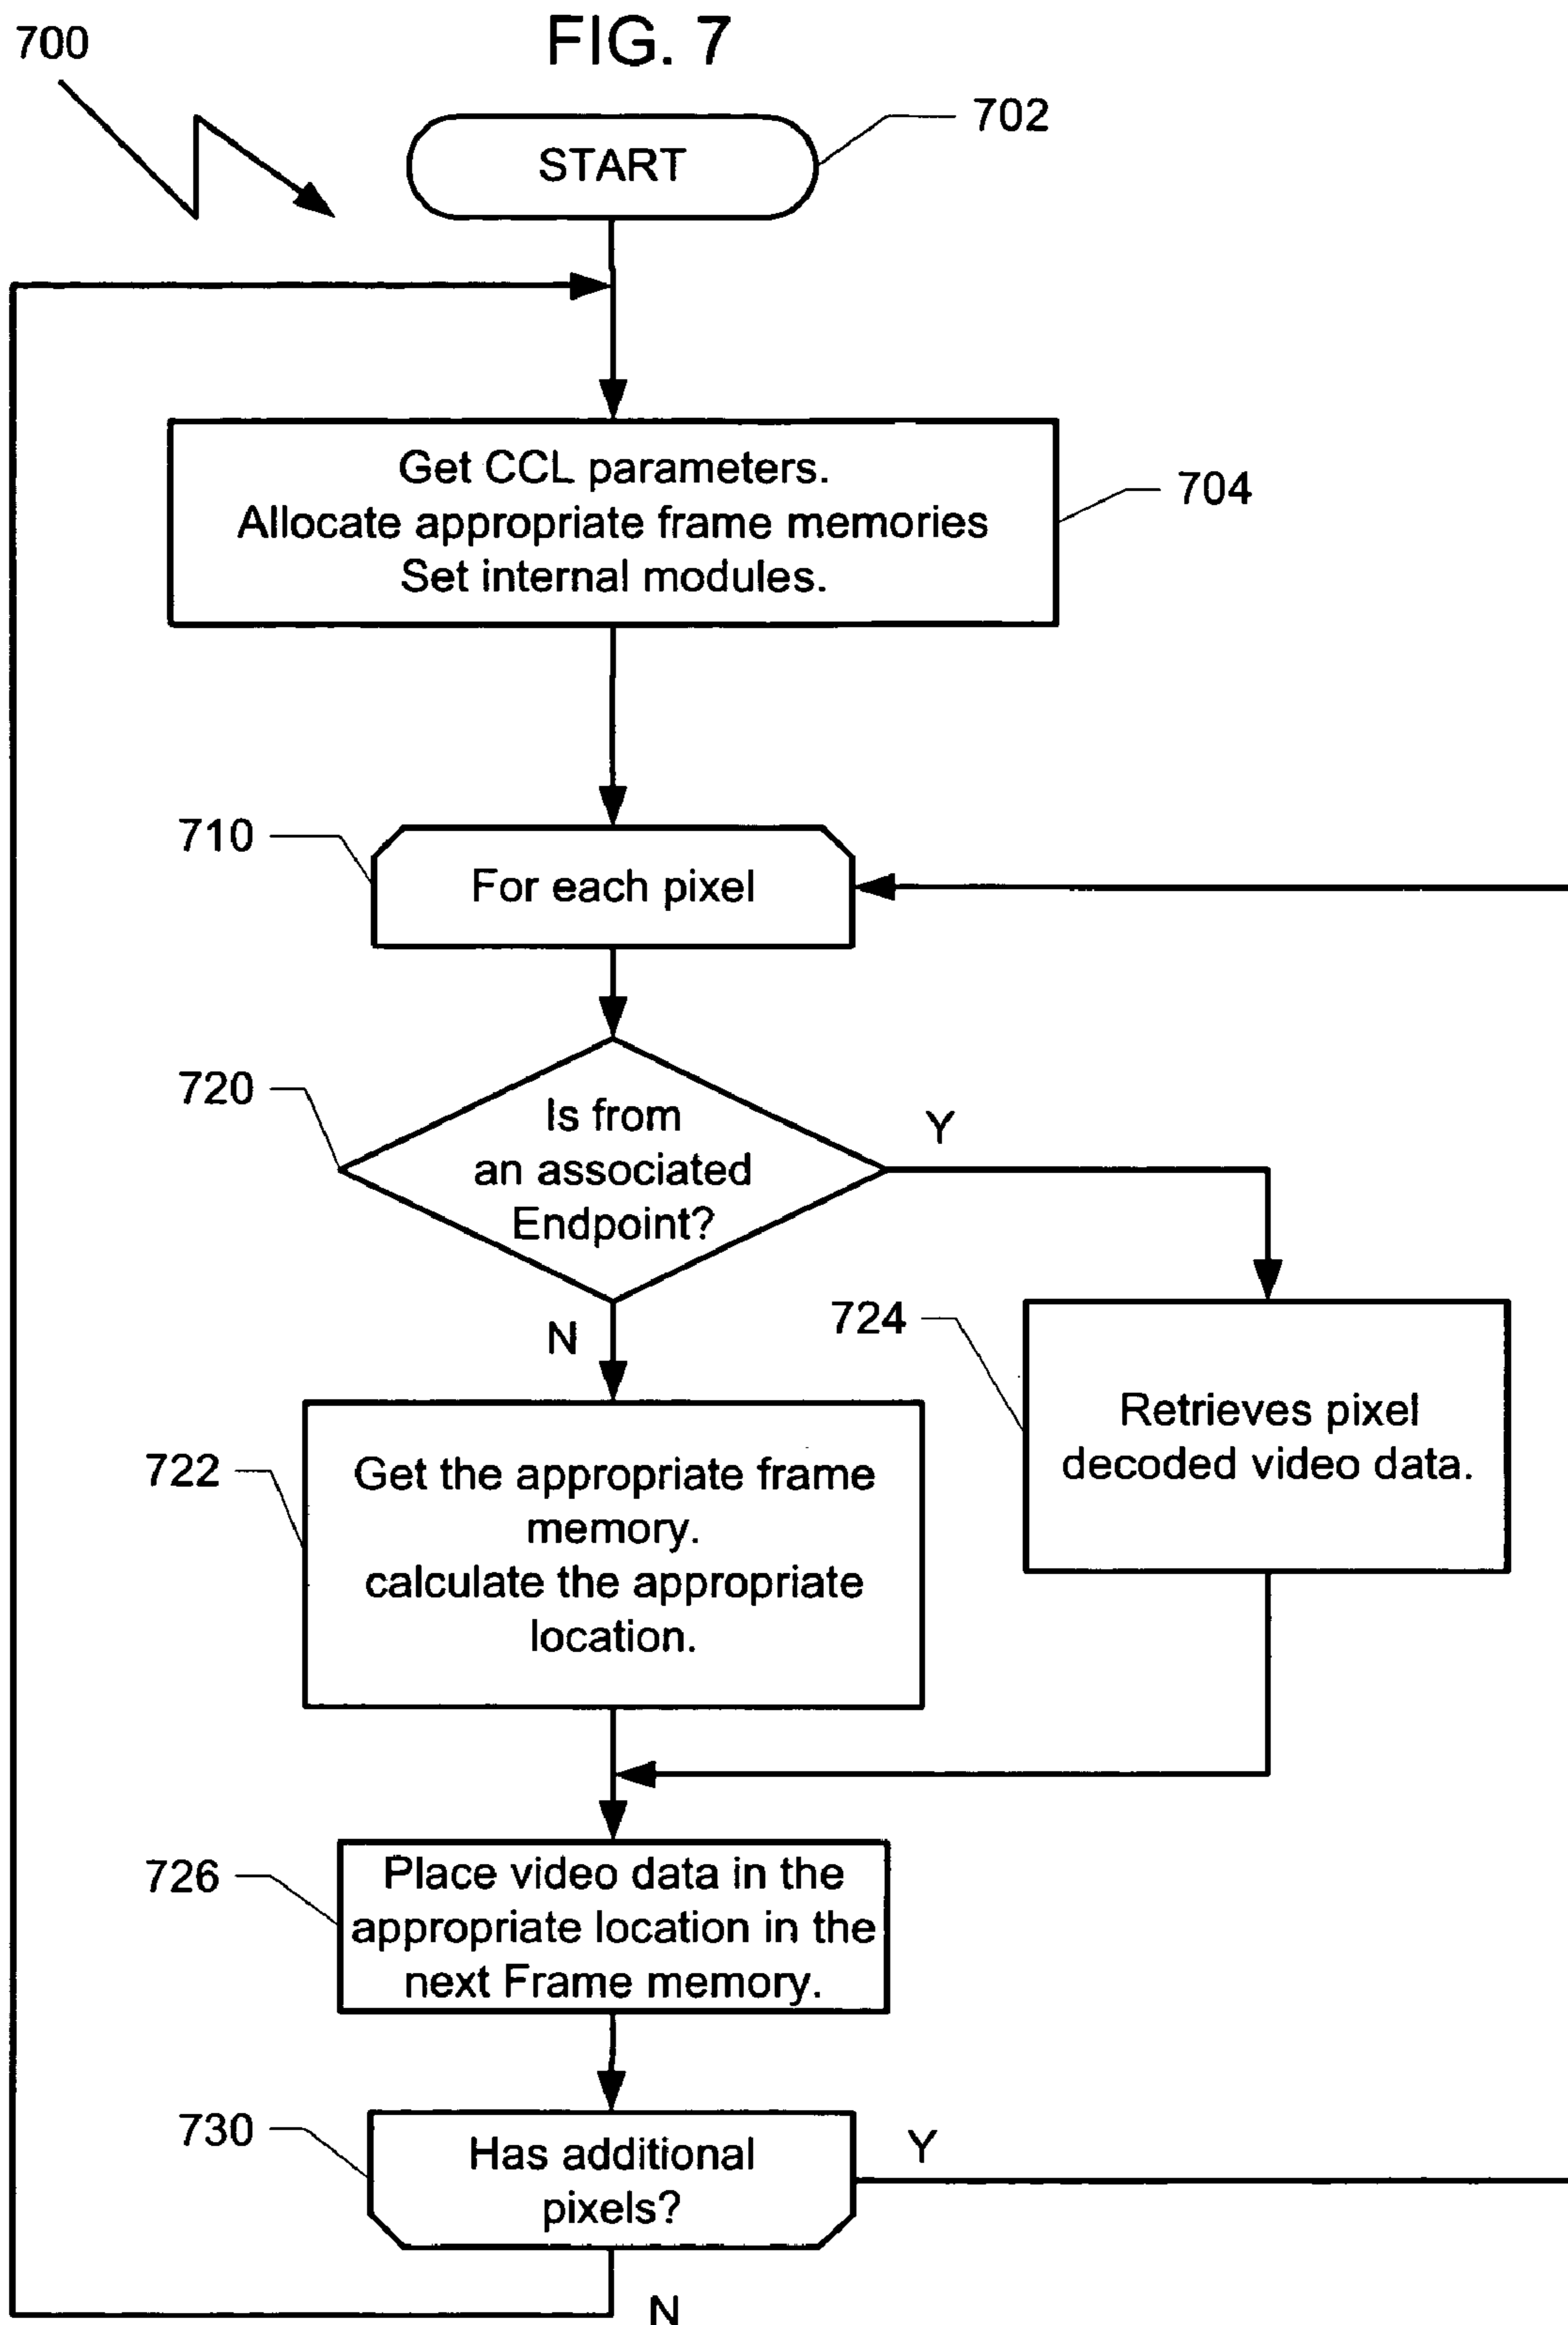 FIG. 7
700
START
702
Get CCL parameters.
Allocate appropriate frame memories
Set internal modules.
704
710
For each pixel
720
Is from
an associated
Endpoint?
Y
N
724
Retrieves pixel
decoded video data.
722
Get the appropriate frame
memory.
calculate the appropriate
location.
726
Place video data in the
appropriate location in the
next Frame memory.
730
Has additional
pixels?
Y
N